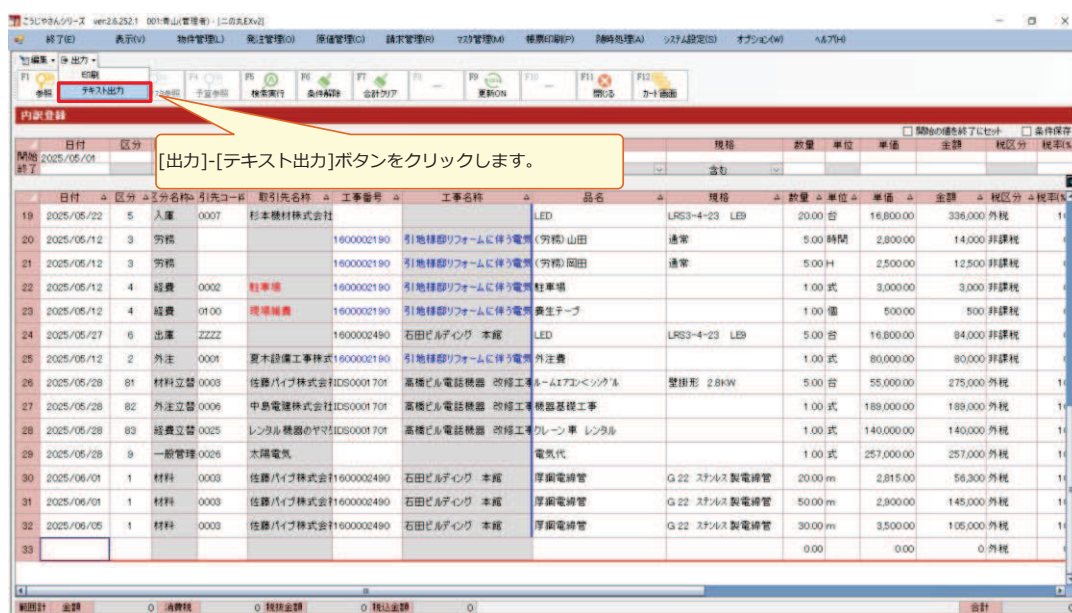 こうじやさんシリーズ ver.2.6.252.1 001:青山(管理者) - [二の丸EXv2]
終了(E) 表示(V) 物件管理(L) 発注管理(O) 原価管理(C) 請求管理(R) マスタ管理(M) 帳票印刷(P) 随時処理(A) システム設定(S) オプション(W) ヘルプ(H)
編集 出力
F1 参照 F4 予算参照 F5 検索実行 F6 条件解除 F7 合計クリア F8 F9 更新ON F10 F11 閉じる F12 カード画面
印刷
テキスト出力
内訳登録
開始の値を終了にセット 条件保存
[出力]-[テキスト出力]ボタンをクリックします。
日付 区分 規格 数量 単位 単価 金額 税区分 税率(%
開始 2025/05/01
終了 含む
日付 区分 区分名称 引先コード 取引先名称 工事番号 工事名称 品名 規格 数量 単位 単価 金額 税区分 税率(%
19 2025/05/22 5 入庫 0007 杉本機材株式会社 LED LRS3-4-23 LE9 20.00 台 16,800.00 336,000 外税
20 2025/05/12 3 労務 1600002190 引地様邸リフォームに伴う電気 (労務)山田 通常 5.00 時間 2,800.00 14,000 非課税
21 2025/05/12 3 労務 1600002190 引地様邸リフォームに伴う電気 (労務)岡田 通常 5.00 H 2,500.00 12,500 非課税
22 2025/05/12 4 経費 0002 駐車場 1600002190 引地様邸リフォームに伴う電気 駐車場 1.00 式 3,000.00 3,000 非課税
23 2025/05/12 4 経費 0100 現場経費 1600002190 引地様邸リフォームに伴う電気 養生テープ 1.00 個 500.00 500 非課税
24 2025/05/27 6 出庫 ZZZZ 1600002490 石田ビルディング 本館 LED LRS3-4-23 LE9 5.00 台 16,800.00 84,000 非課税
25 2025/05/12 2 外注 0001 夏木設備工事株式 1600002190 引地様邸リフォームに伴う電気 外注費 1.00 式 80,000.00 80,000 非課税
26 2025/05/28 81 材料立替 0003 佐藤パイプ株式会社 IDS0001701 高橋ビル電話機器 改修工事 ルームエアコン<シングル 壁掛形 2.8KW 5.00 台 55,000.00 275,000 外税
27 2025/05/28 82 外注立替 0006 中島電建株式会社 IDS0001701 高橋ビル電話機器 改修工事 機器基礎工事 1.00 式 189,000.00 189,000 外税
28 2025/05/28 83 経費立替 0025 レンタル機器のヤマダ IDS0001701 高橋ビル電話機器 改修工事 クレーン車 レンタル 1.00 式 140,000.00 140,000 外税
29 2025/05/28 9 一般管理 0026 太陽電気 電気代 1.00 式 257,000.00 257,000 外税
30 2025/06/01 1 材料 0003 佐藤パイプ株式会社 1600002490 石田ビルディング 本館 厚鋼電線管 G 22 ステンレス製電線管 20.00 m 2,815.00 56,300 外税
31 2025/06/01 1 材料 0003 佐藤パイプ株式会社 1600002490 石田ビルディング 本館 厚鋼電線管 G 22 ステンレス製電線管 50.00 m 2,900.00 145,000 外税
32 2025/06/05 1 材料 0003 佐藤パイプ株式会社 1600002490 石田ビルディング 本館 厚鋼電線管 G 22 ステンレス製電線管 30.00 m 3,500.00 105,000 外税
33 0.00 0.00 0 外税
範囲計 金額 0 消費税 0 税抜金額 0 税込金額 0 合計